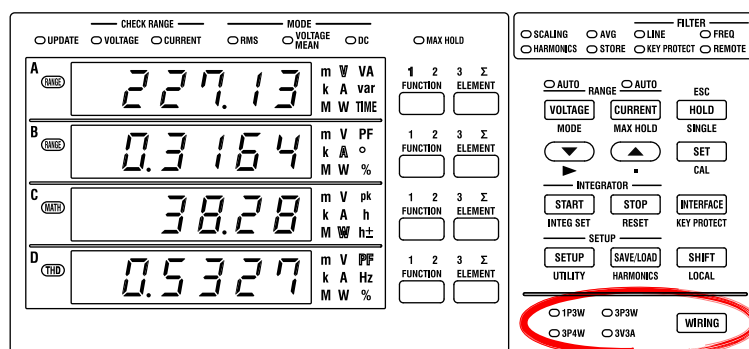 CHECK RANGE MODE FILTER
UPDATE VOLTAGE CURRENT RMS VOLTAGE MEAN DC MAX HOLD
SCALING AVG LINE FREQ
HARMONICS STORE KEY PROTECT REMOTE
A RANGE 227.13 m V VA
k A var
M W TIME
1 2 3 Σ
FUNCTION ELEMENT
B RANGE 0.3164 m V PF
k A °
M W %
1 2 3 Σ
FUNCTION ELEMENT
C MATH 38.28 m V pk
k A h
M W h±
1 2 3 Σ
FUNCTION ELEMENT
D THD 0.5327 m V PF
k A Hz
M W %
1 2 3 Σ
FUNCTION ELEMENT
AUTO RANGE AUTO ESC
VOLTAGE CURRENT HOLD
MODE MAX HOLD SINGLE
SET
CAL
INTEGRATOR
START STOP INTERFACE
INTEG SET RESET KEY PROTECT
SETUP
SETUP SAVE/LOAD SHIFT
UTILITY HARMONICS LOCAL
1P3W 3P3W WIRING
3P4W 3V3A